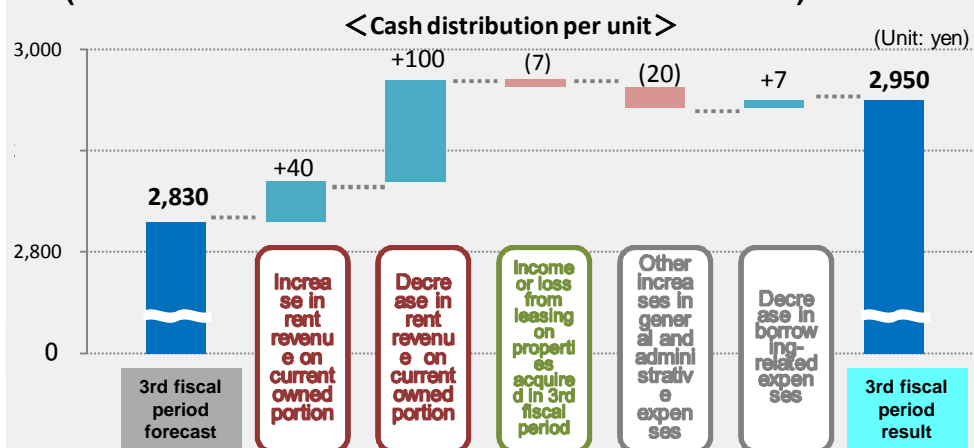 ＜Cash distribution per unit＞
(Unit: yen)
3,000
+100
(7)
(20)
+7
2,950
+40
2,830
2,800
0
Increa
se in
rent
revenu
e on
current
owned
portion
Decre
ase in
rent
revenu
e on
current
owned
portion
Income
or loss
from
leasing
on
properti
es
acquire
d in 3rd
fiscal
period
Other
increa
ses in
gener
al and
admini
strativ
e
expen
ses
Decre
ase in
borrow
ing-
related
expen
ses
3rd fiscal
period
forecast
3rd fiscal
period
result